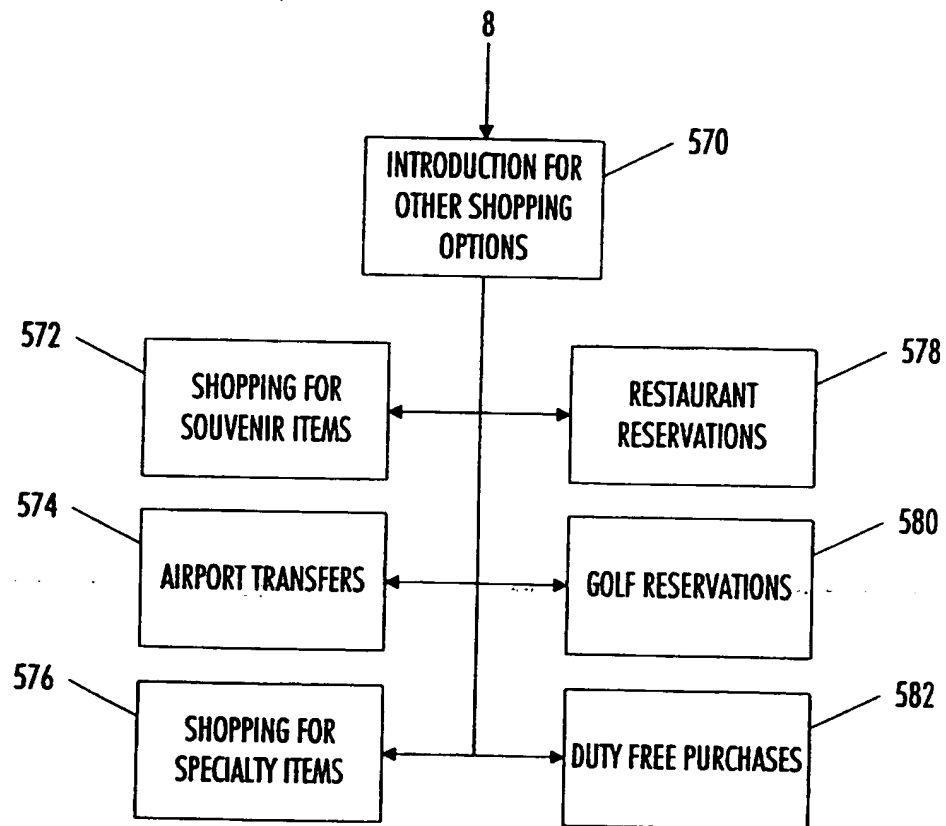 8
570
INTRODUCTION FOR
OTHER SHOPPING
OPTIONS
572
SHOPPING FOR
SOUVENIR ITEMS
578
RESTAURANT
RESERVATIONS
574
AIRPORT TRANSFERS
580
GOLF RESERVATIONS
576
SHOPPING FOR
SPECIALTY ITEMS
582
DUTY FREE PURCHASES